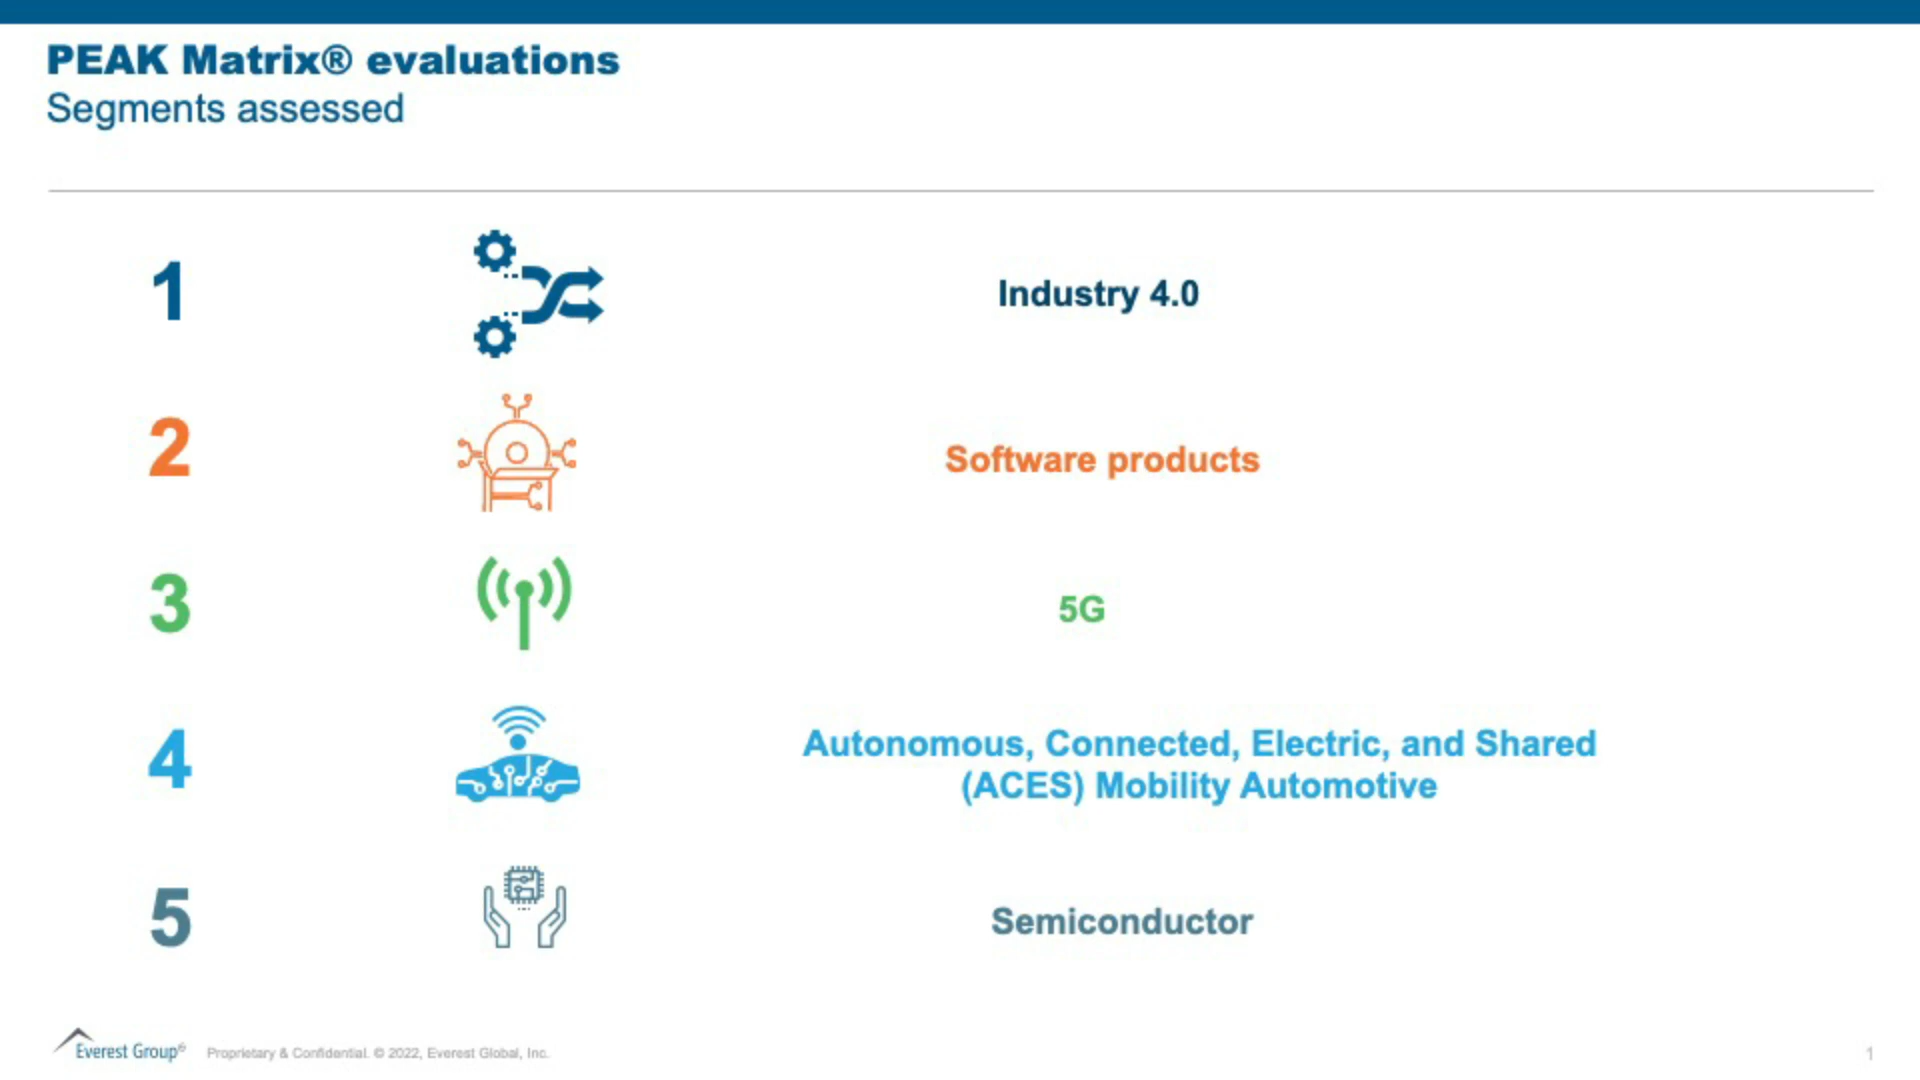 PEAK Matrix® evaluations
Segments assessed
1
Industry 4.0
2
Software products
3
5G
4
Autonomous, Connected, Electric, and Shared
(ACES) Mobility Automotive
5
Semiconductor
Everest Group® Proprietary & Confidential. © 2022, Everest Global, Inc.
1